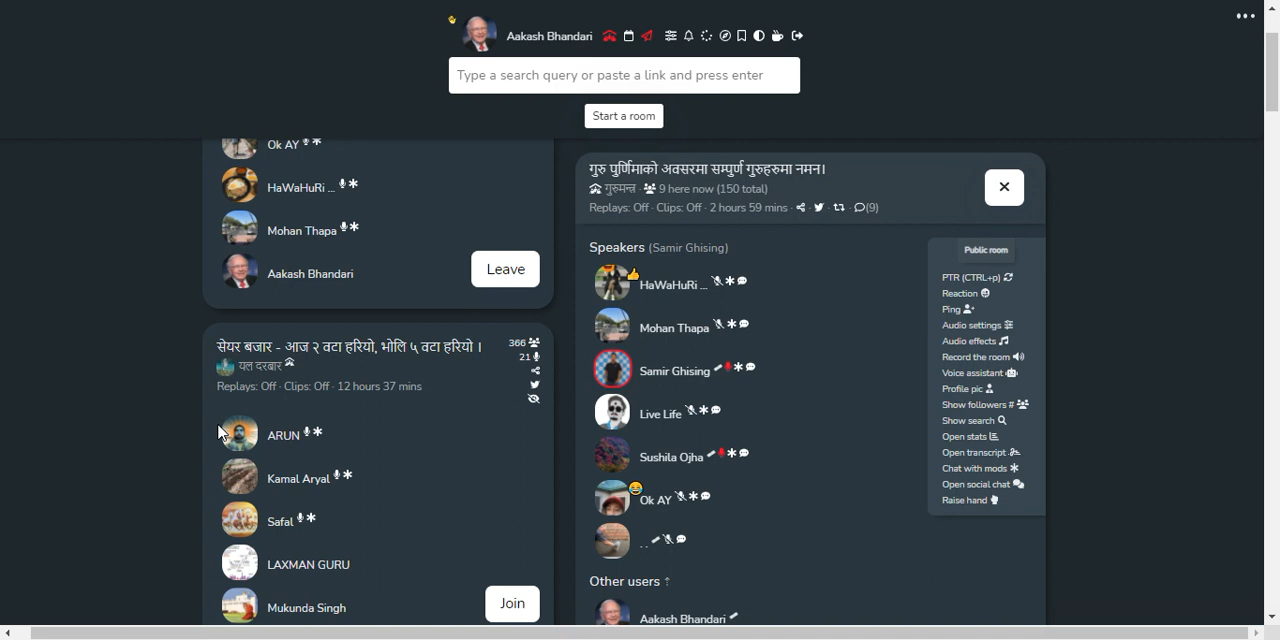 Aakash Bhandari
Type a search query or paste a link and press enter
Start a room
Ok AY
HaWaHuRi ...
Mohan Thapa
Aakash Bhandari
Leave
सेयर बजार - आज २ वटा हरियो, भोलि ५ वटा हरियो ।
366
यल दरबार
21
Replays: Off · Clips: Off · 12 hours 37 mins
ARUN
Kamal Aryal
Safal
LAXMAN GURU
Mukunda Singh
Join
गुरु पुर्णिमाको अवसरमा सम्पुर्ण गुरुहरुमा नमन।
गुरुमन्त्र · 9 here now (150 total)
Replays: Off · Clips: Off · 2 hours 59 mins · · · · (9)
Speakers (Samir Ghising)
HaWaHuRi ...
Mohan Thapa
Samir Ghising
Live Life
Sushila Ojha
Ok AY
. .
Other users ↑
Aakash Bhandari
Public room
PTR (CTRL+p)
Reaction
Ping
Audio settings
Audio effects
Record the room
Voice assistant
Profile pic
Show followers #
Show search
Open stats
Open transcript
Chat with mods
Open social chat
Raise hand